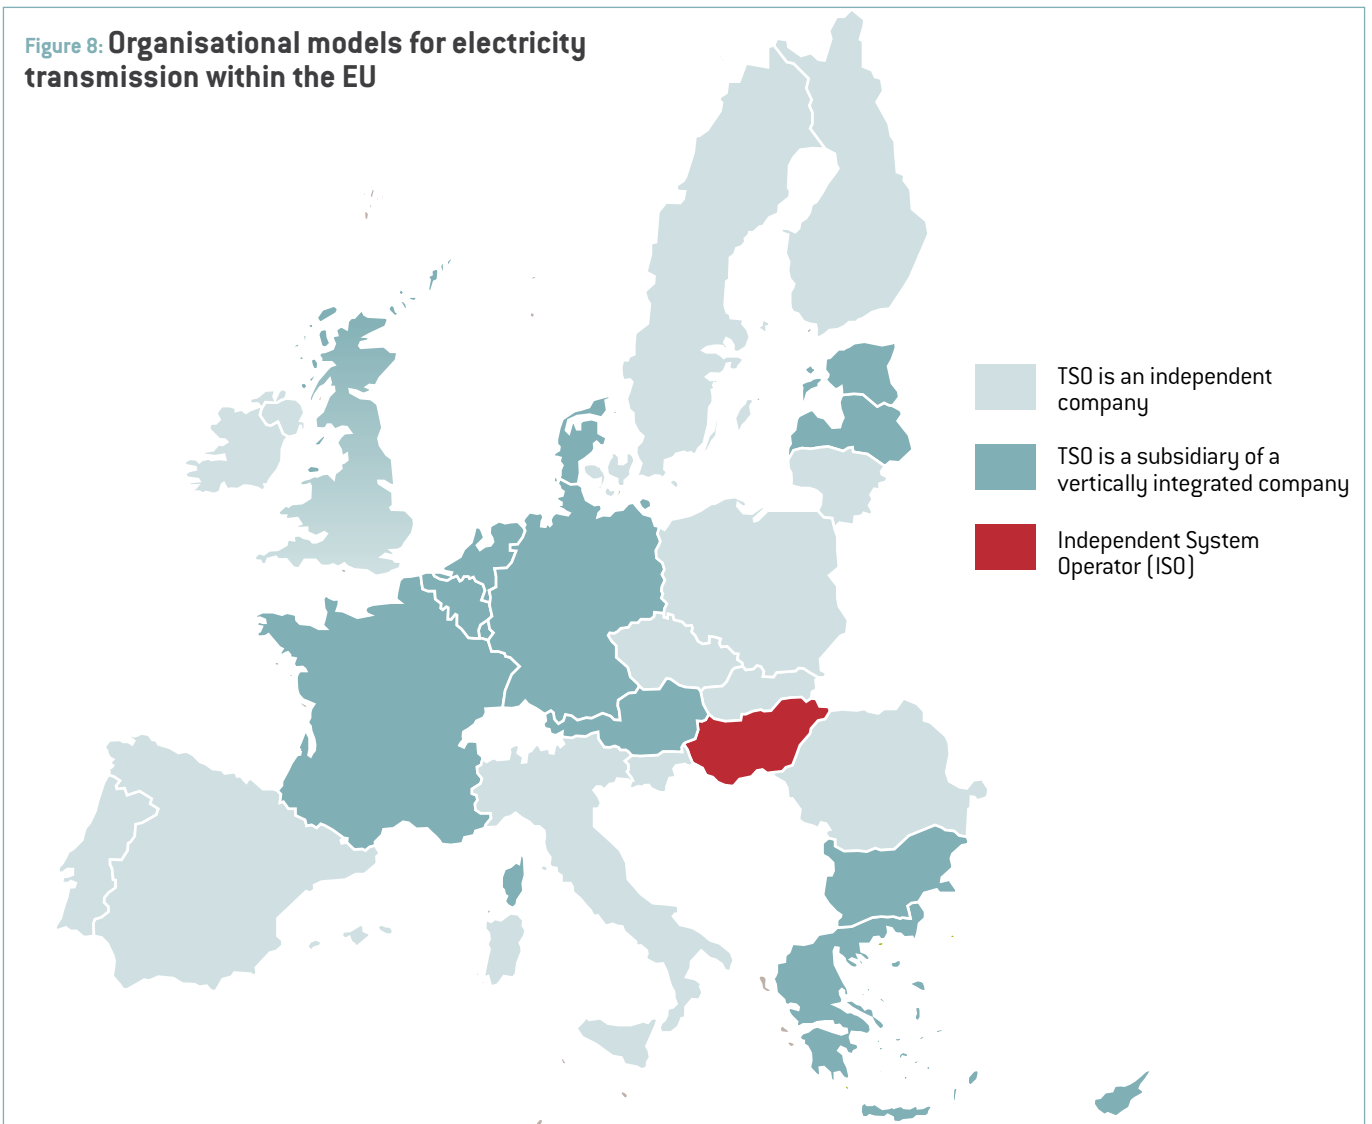 Figure 8: Organisational models for electricity
transmission within the EU
TSO is an independent
company
TSO is a subsidiary of a
vertically integrated company
Independent System
Operator (ISO)